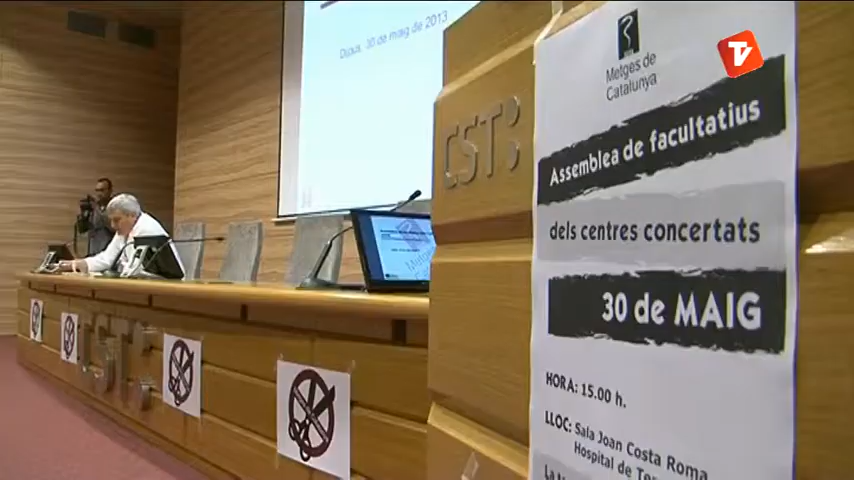 Dijous, 30 de maig de 2013
CST:
Metges de
Catalunya
TV
Assemblea de facultatius
dels centres concertats
30 de MAIG
HORA: 15.00 h.
LLOC: Sala Joan Costa Roma
Hospital de